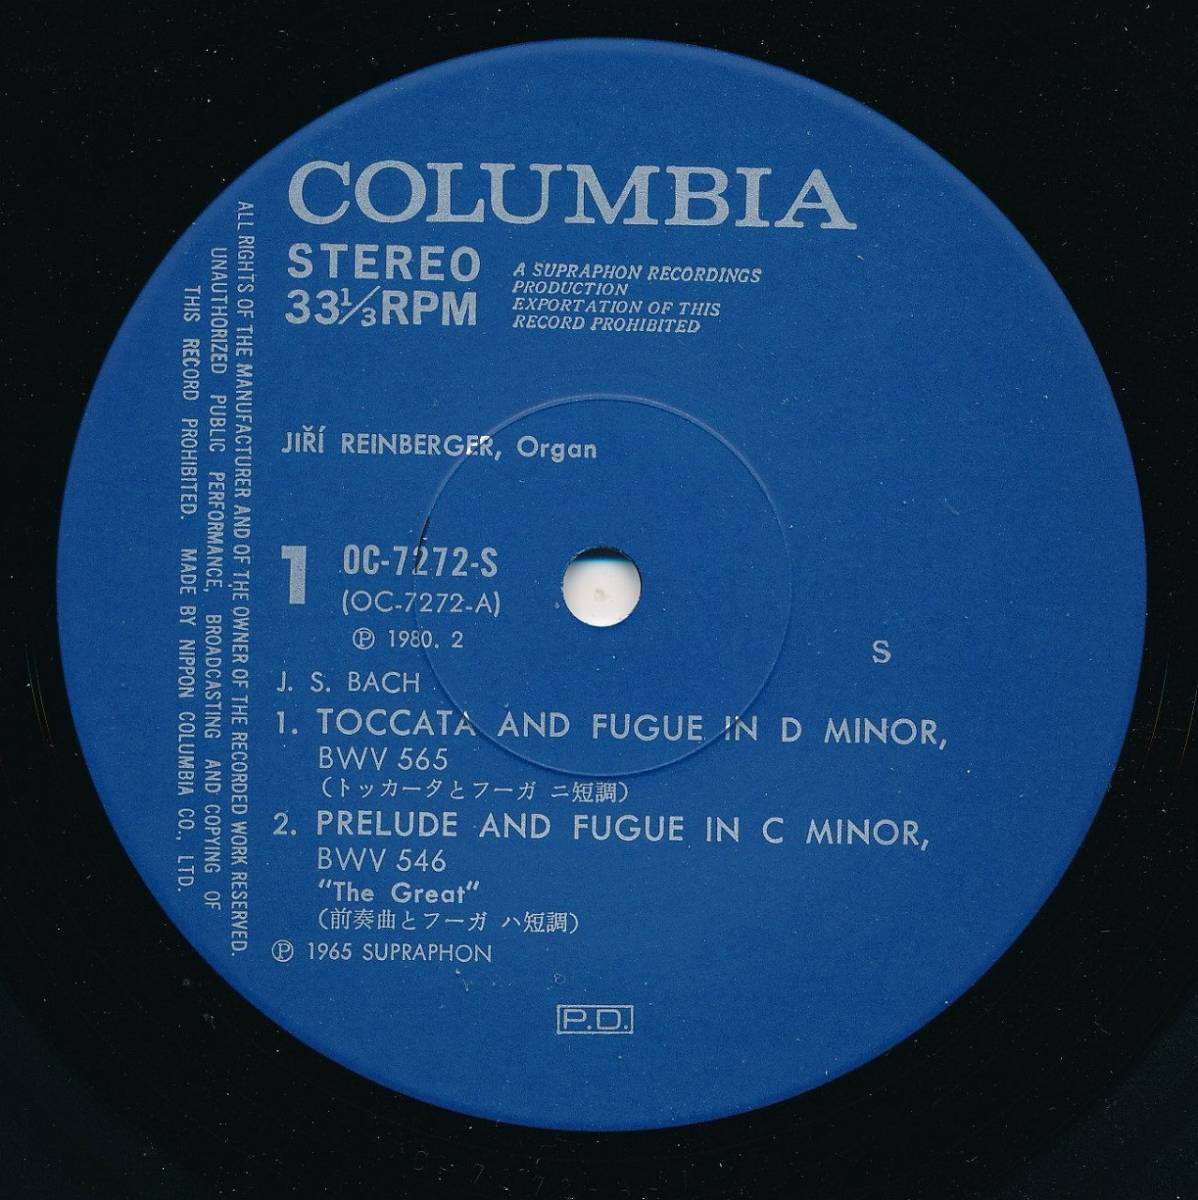 COLUMBIA
STEREO
33⅓RPM
A SUPRAPHON RECORDINGS
PRODUCTION
EXPORTATION OF THIS
RECORD PROHIBITED
JIŘÍ REINBERGER, Organ
1
OC-7272-S
(OC-7272-A)
Ⓟ 1980. 2
S
J. S. BACH
1. TOCCATA AND FUGUE IN D MINOR,
BWV 565
(トッカータとフーガ ニ短調)
2. PRELUDE AND FUGUE IN C MINOR,
BWV 546
"The Great"
(前奏曲とフーガ ハ短調)
Ⓟ 1965 SUPRAPHON
P.D.
ALL RIGHTS OF THE MANUFACTURER AND OF THE OWNER OF THE RECORDED WORK RESERVED.
UNAUTHORIZED PUBLIC PERFORMANCE, BROADCASTING AND COPYING OF
THIS RECORD PROHIBITED. MADE BY NIPPON COLUMBIA CO., LTD.